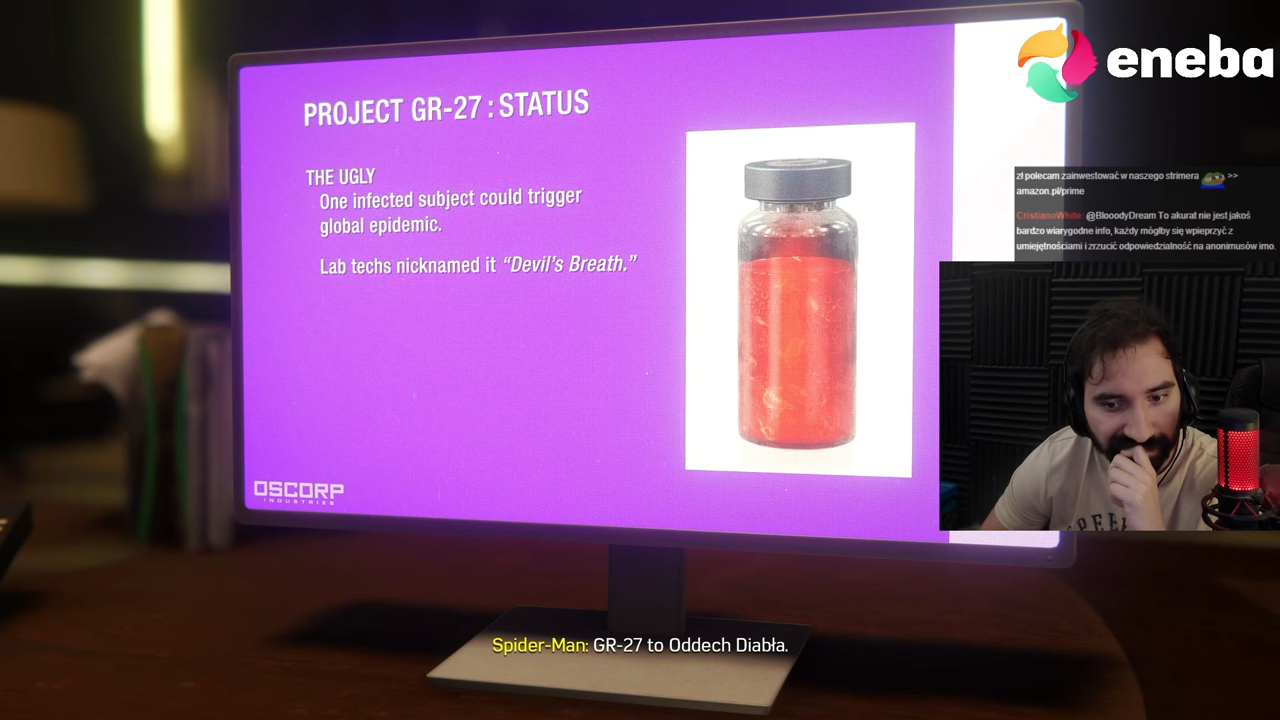 PROJECT GR-27 : STATUS
THE UGLY
One infected subject could trigger
global epidemic.
Lab techs nicknamed it “Devil’s Breath.”
OSCORP
INDUSTRIES
eneba
zł polecam zainwestować w naszego strimera >>
amazon.pl/prime
CristianoWhite: @BlooodyDream To akurat nie jest jakoś
bardzo wiarygodne info, każdy mógłby się wpieprzyć z
umiejętnościami i zrzucić odpowiedzialność na anonimusów imo.
Spider-Man: GR-27 to Oddech Diabła.